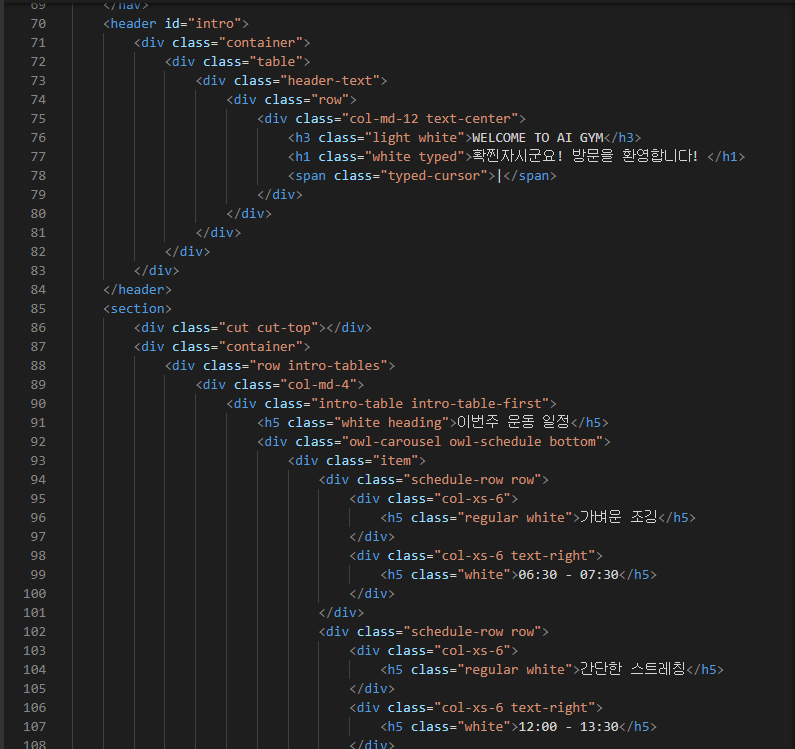 69 </nav>
70 <header id="intro">
71 <div class="container">
72 <div class="table">
73 <div class="header-text">
74 <div class="row">
75 <div class="col-md-12 text-center">
76 <h3 class="light white">WELCOME TO AI GYM</h3>
77 <h1 class="white typed">확찐자시군요! 방문을 환영합니다! </h1>
78 <span class="typed-cursor">|</span>
79 </div>
80 </div>
81 </div>
82 </div>
83 </div>
84 </header>
85 <section>
86 <div class="cut cut-top"></div>
87 <div class="container">
88 <div class="row intro-tables">
89 <div class="col-md-4">
90 <div class="intro-table intro-table-first">
91 <h5 class="white heading">이번주 운동 일정</h5>
92 <div class="owl-carousel owl-schedule bottom">
93 <div class="item">
94 <div class="schedule-row row">
95 <div class="col-xs-6">
96 <h5 class="regular white">가벼운 조깅</h5>
97 </div>
98 <div class="col-xs-6 text-right">
99 <h5 class="white">06:30 - 07:30</h5>
100 </div>
101 </div>
102 <div class="schedule-row row">
103 <div class="col-xs-6">
104 <h5 class="regular white">간단한 스트레칭</h5>
105 </div>
106 <div class="col-xs-6 text-right">
107 <h5 class="white">12:00 - 13:30</h5>
108 </div>